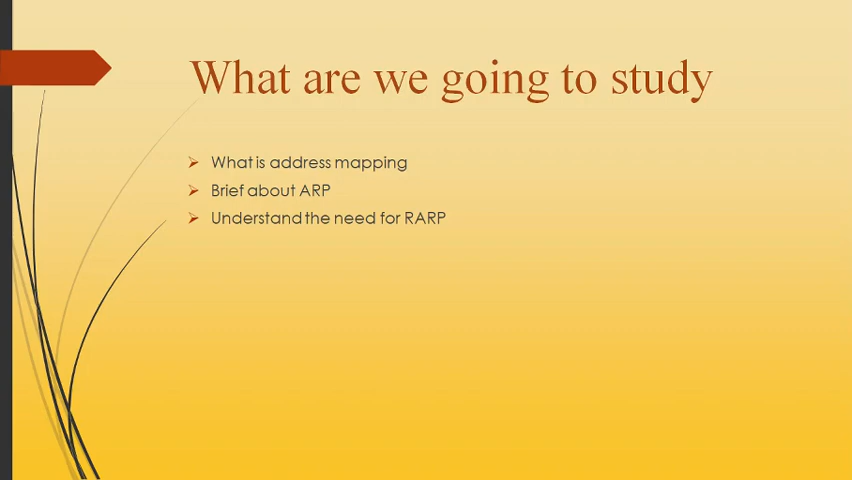 What are we going to study
What is address mapping
Brief about ARP
Understand the need for RARP